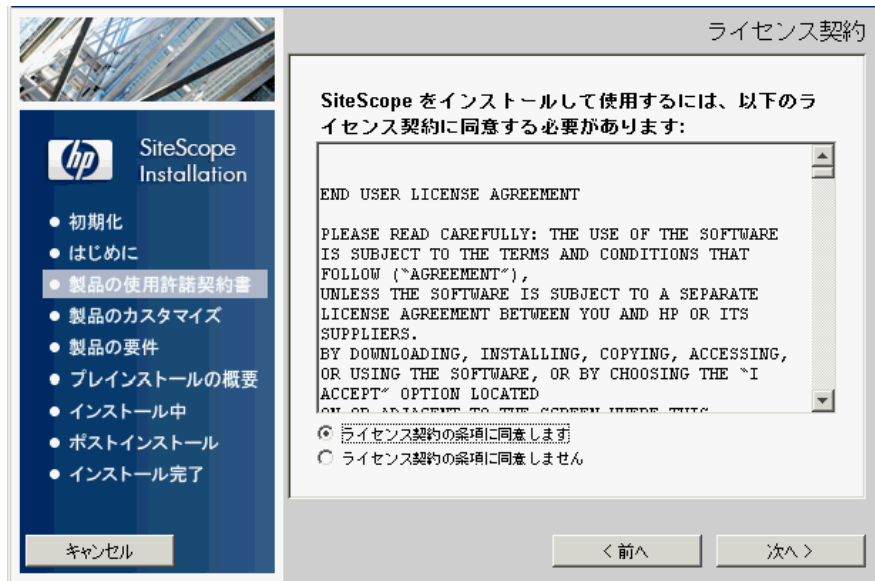 ライセンス契約
hp
SiteScope
Installation
初期化
はじめに
製品の使用許諾契約書
製品のカスタマイズ
製品の要件
プレインストールの概要
インストール中
ポストインストール
インストール完了
キャンセル
SiteScope をインストールして使用するには、以下のラ
イセンス契約に同意する必要があります:
END USER LICENSE AGREEMENT
PLEASE READ CAREFULLY: THE USE OF THE SOFTWARE
IS SUBJECT TO THE TERMS AND CONDITIONS THAT
FOLLOW ("AGREEMENT"),
UNLESS THE SOFTWARE IS SUBJECT TO A SEPARATE
LICENSE AGREEMENT BETWEEN YOU AND HP OR ITS
SUPPLIERS.
BY DOWNLOADING, INSTALLING, COPYING, ACCESSING,
OR USING THE SOFTWARE, OR BY CHOOSING THE "I
ACCEPT" OPTION LOCATED
ON OR ADJACENT TO THE SCREEN WHERE THIS
ライセンス契約の条項に同意します
ライセンス契約の条項に同意しません
< 前へ
次へ >